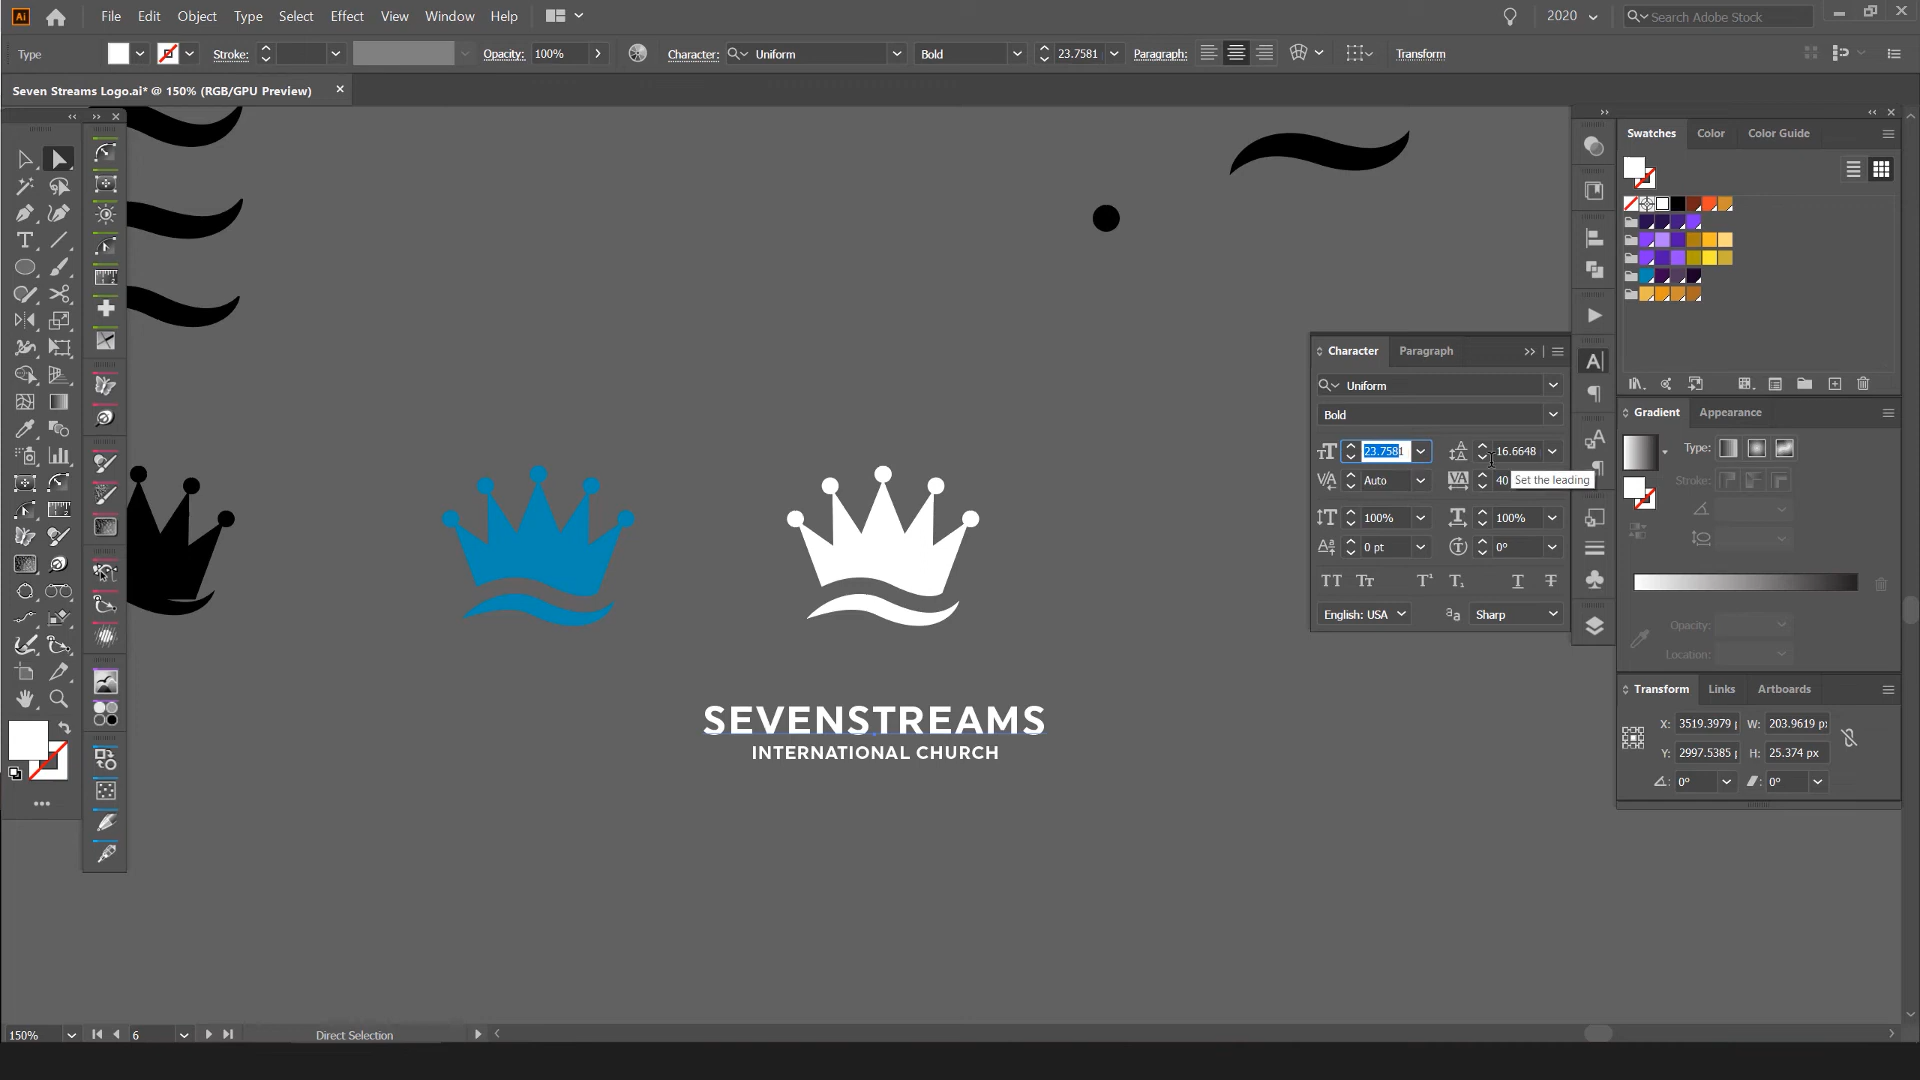 Ai File Edit Object Type Select Effect View Window Help 2020 Search Adobe Stock
Type Stroke: Opacity: 100% Character: Uniform Bold 23.7581 Paragraph: Transform
Seven Streams Logo.ai* @ 150% (RGB/GPU Preview)
Swatches Color Color Guide
Character Paragraph
Uniform
Bold
23.7581 16.6648
Auto 40
Set the leading
100% 100%
0 pt 0°
English: USA Sharp
Gradient Appearance
Type:
Stroke:
Opacity:
Location:
Transform Links Artboards
X: 3519.3979 W: 203.9619 px
Y: 2997.5385 H: 25.374 px
0° 0°
SEVENSTREAMS
INTERNATIONAL CHURCH
150% 6 Direct Selection